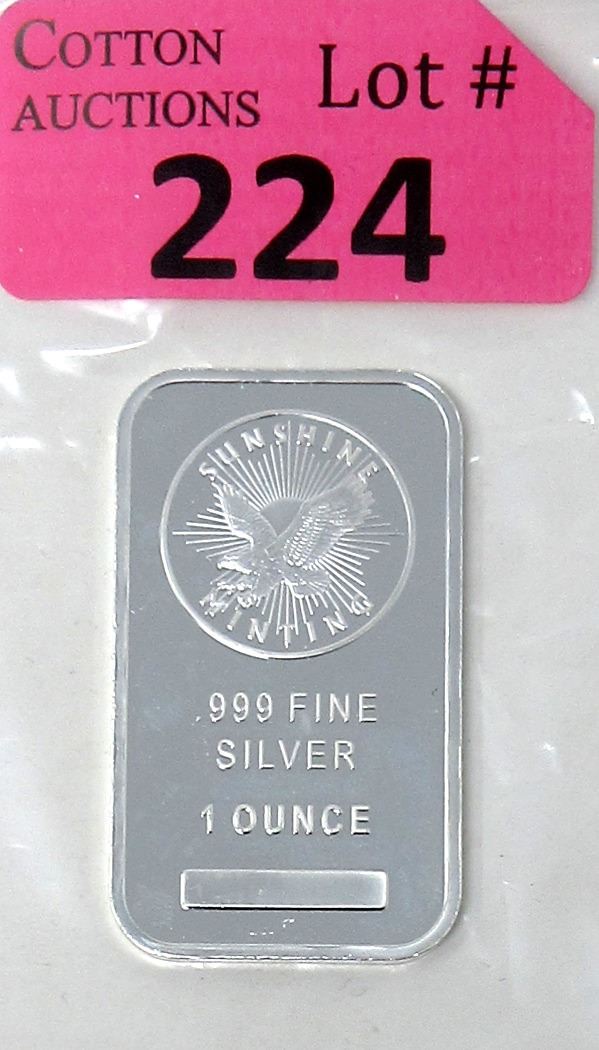 COTTON
AUCTIONS
Lot #
224
SUNSHINE
MINTING
.999 FINE
SILVER
1 OUNCE